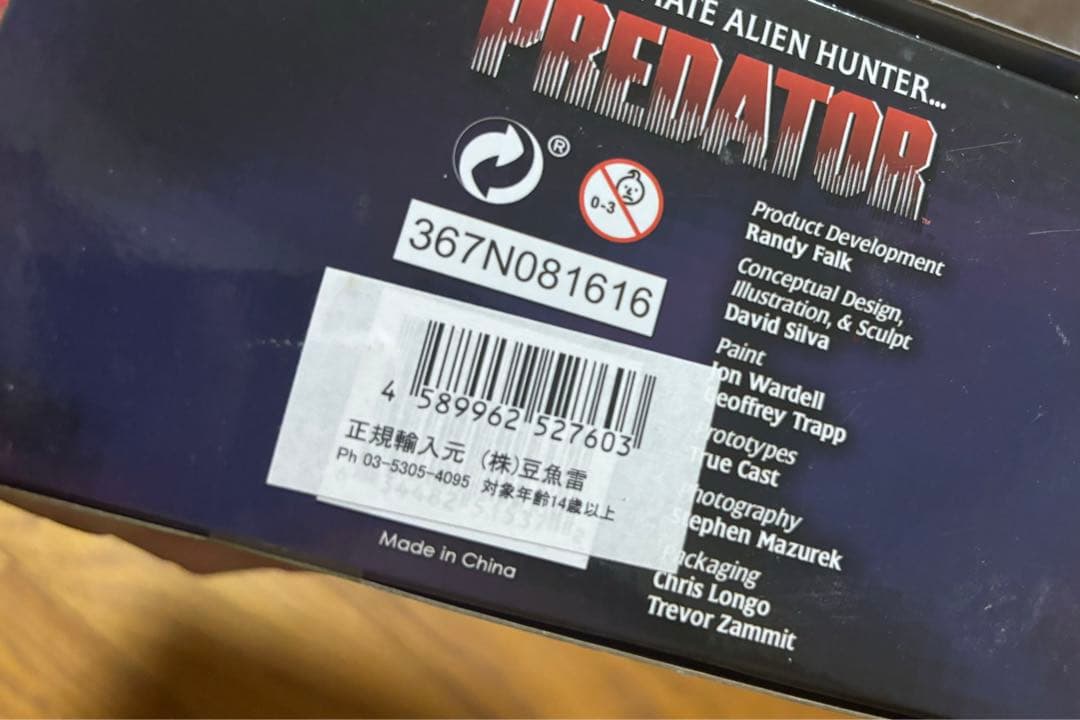 ALIEN HUNTER...
PREDATOR
™
®
0-3
367N081616
4 589962 527603
正規輸入元 (株)豆魚雷
Ph 03-5305-4095 対象年齢14歳以上
Made in China
Product Development
Randy Falk
Conceptual Design,
Illustration, & Sculpt
David Silva
Paint
Jon Wardell
Geoffrey Trapp
Prototypes
True Cast
Photography
Stephen Mazurek
Packaging
Chris Longo
Trevor Zammit